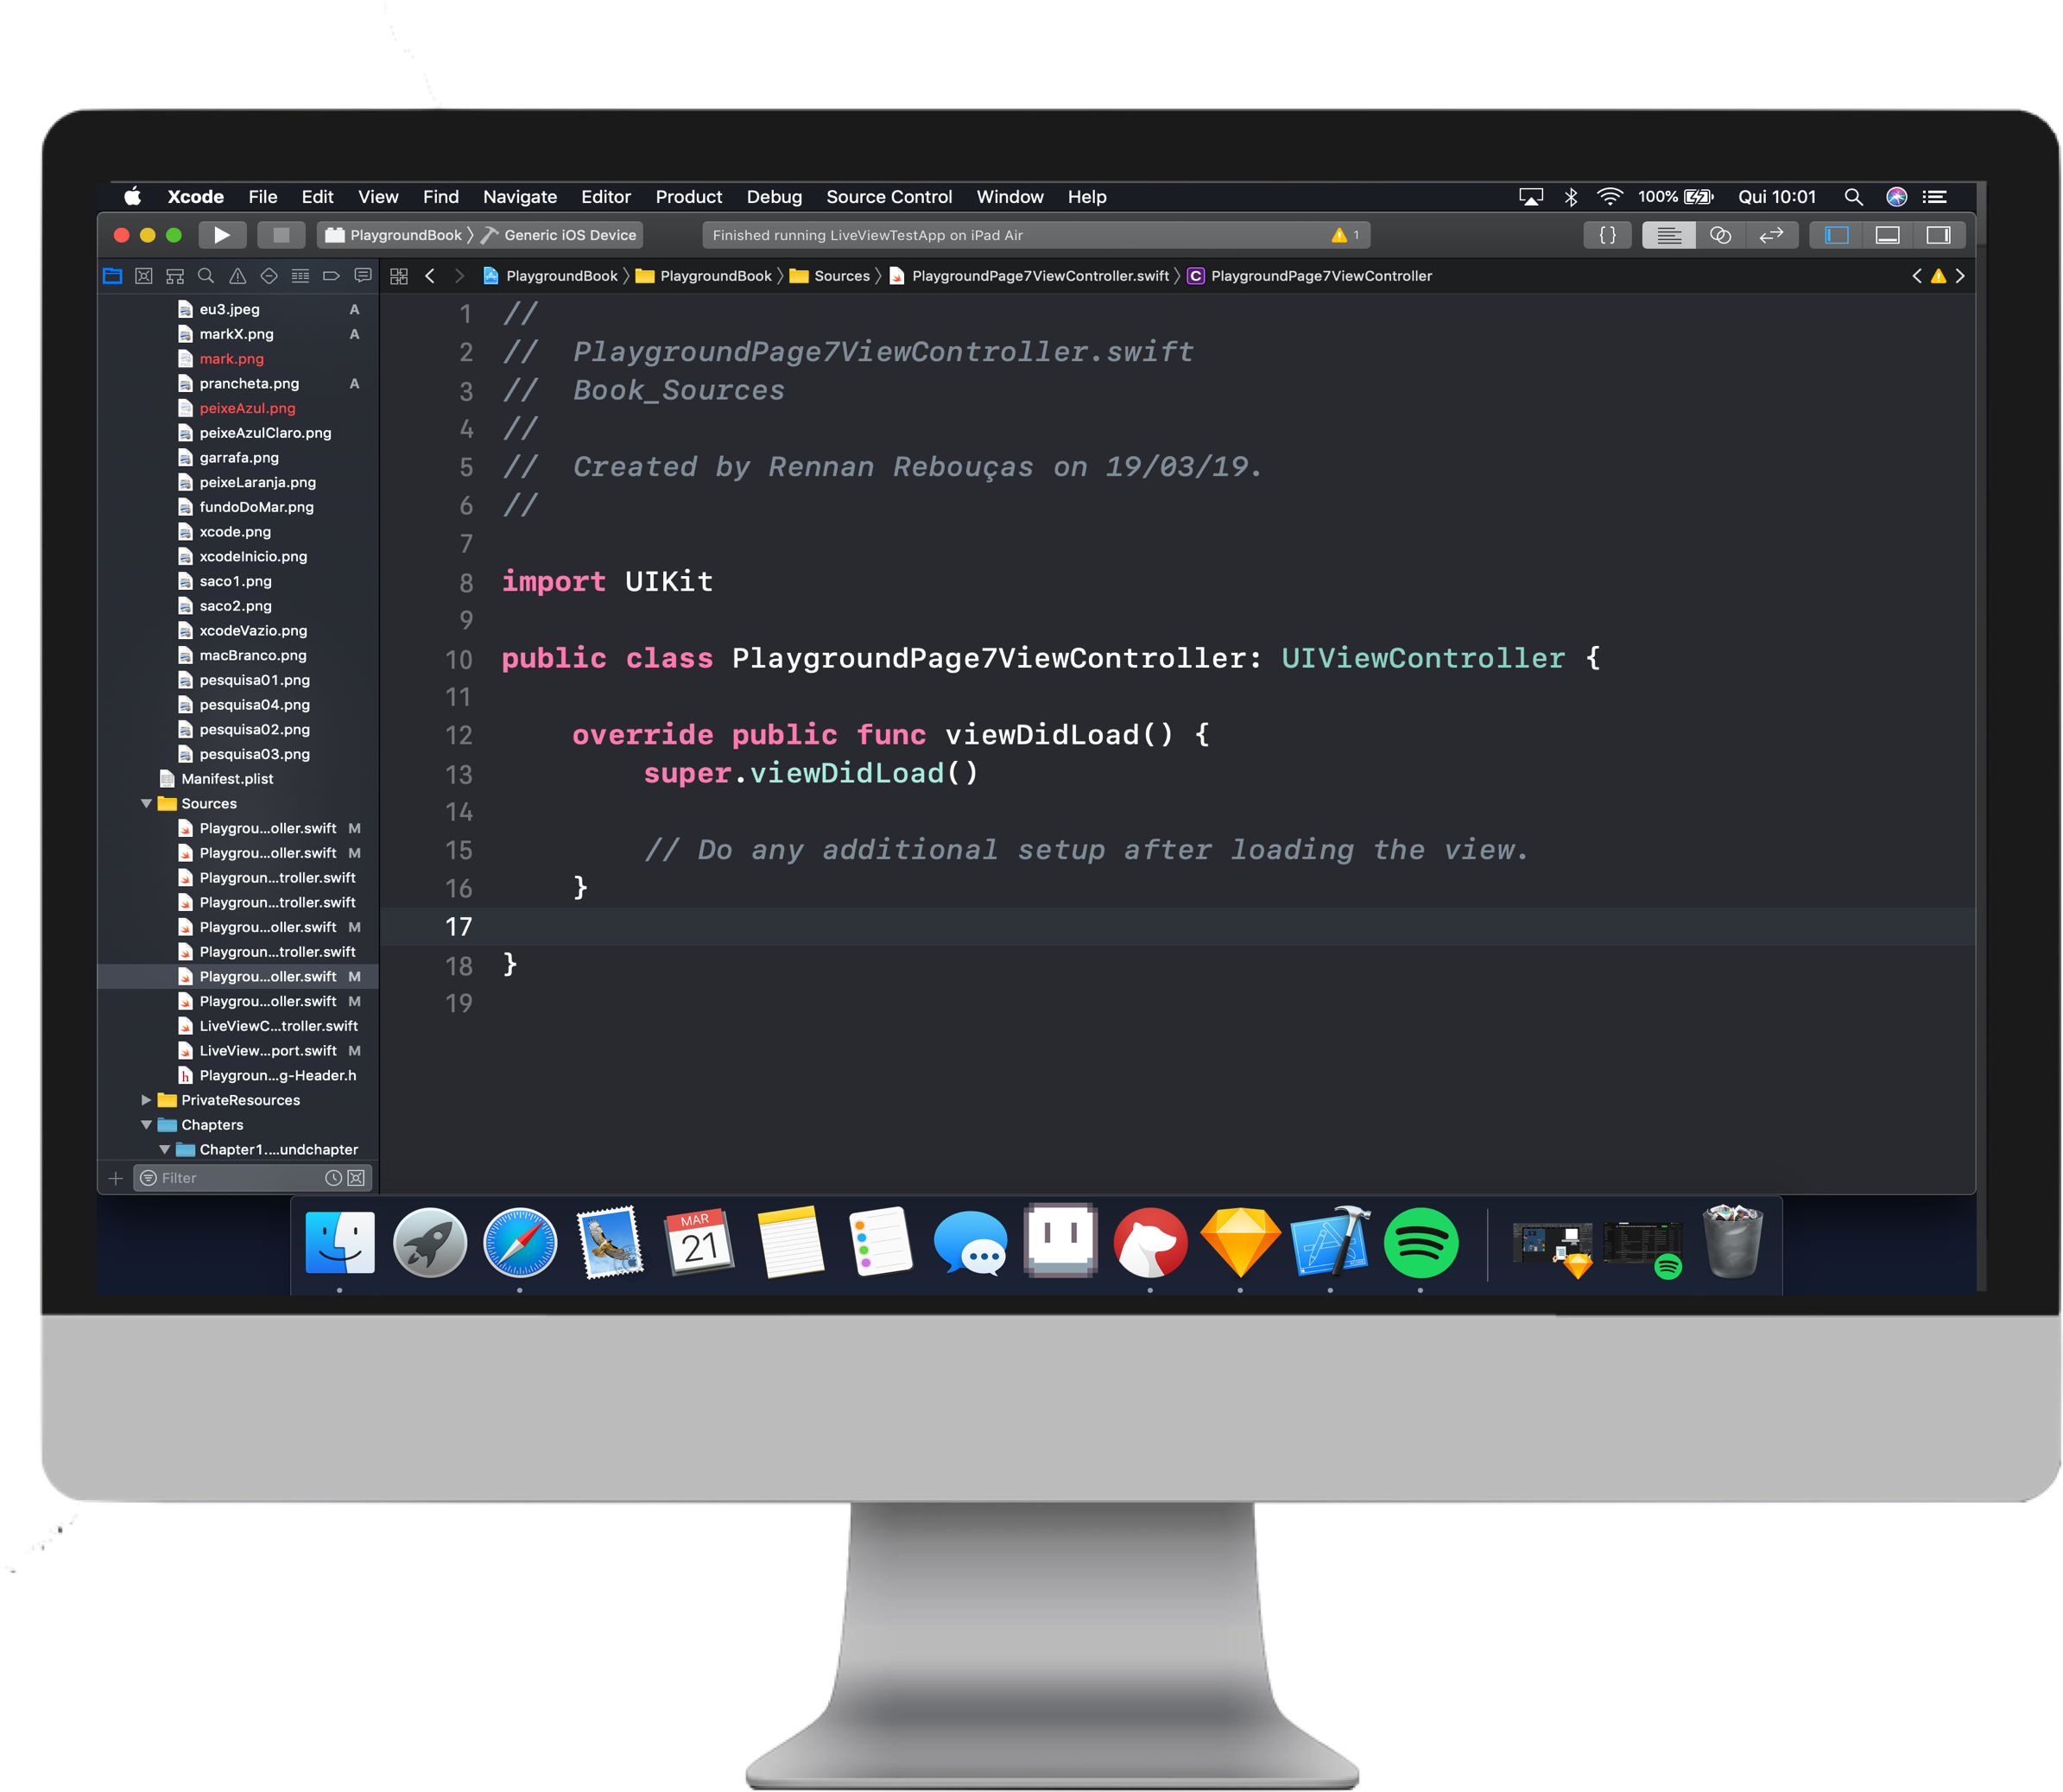 Xcode File Edit View Find Navigate Editor Product Debug Source Control Window Help 100% Qui 10:01
PlaygroundBook Generic iOS Device Finished running LiveViewTestApp on iPad Air 1 {}
PlaygroundBook PlaygroundBook Sources PlaygroundPage7ViewController.swift C PlaygroundPage7ViewController
eu3.jpeg A
markX.png A
mark.png
prancheta.png A
peixeAzul.png
peixeAzulClaro.png
garrafa.png
peixeLaranja.png
fundoDoMar.png
xcode.png
xcodeInicio.png
saco1.png
saco2.png
xcodeVazio.png
macBranco.png
pesquisa01.png
pesquisa04.png
pesquisa02.png
pesquisa03.png
Manifest.plist
Sources
Playgrou...oller.swift M
Playgrou...oller.swift M
Playgroun...troller.swift
Playgroun...troller.swift
Playgrou...oller.swift M
Playgroun...troller.swift
Playgrou...oller.swift M
Playgrou...oller.swift M
LiveViewC...troller.swift
LiveView...port.swift M
h Playgroun...g-Header.h
PrivateResources
Chapters
Chapter1....undchapter
Filter
1 //
2 // PlaygroundPage7ViewController.swift
3 // Book_Sources
4 //
5 // Created by Rennan Rebouças on 19/03/19.
6 //
7
8 import UIKit
9
10 public class PlaygroundPage7ViewController: UIViewController {
11
12 override public func viewDidLoad() {
13 super.viewDidLoad()
14
15 // Do any additional setup after loading the view.
16 }
17
18 }
19
MAR
21